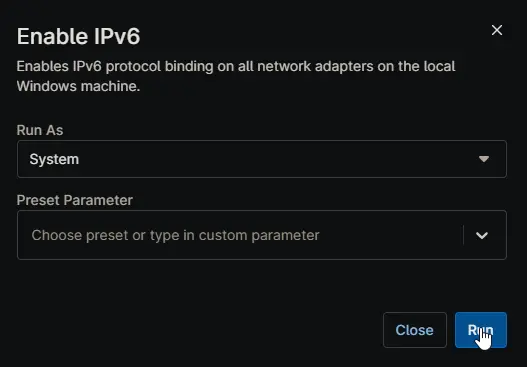 Enable IPv6
Enables IPv6 protocol binding on all network adapters on the local
Windows machine.
Run As
System
Preset Parameter
Choose preset or type in custom parameter
Close
Run